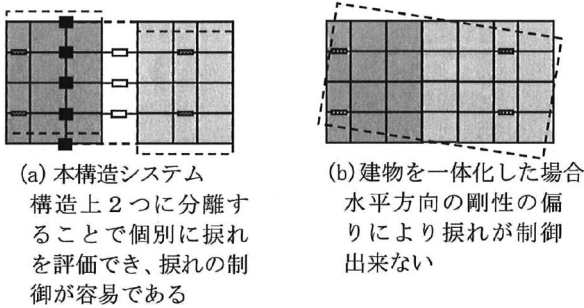 (a) 本構造システム
構造上２つに分離す
ることで個別に捩れ
を評価でき、捩れの制
御が容易である
(b) 建物を一体化した場合
水平方向の剛性の偏
りにより捩れが制御
出来ない